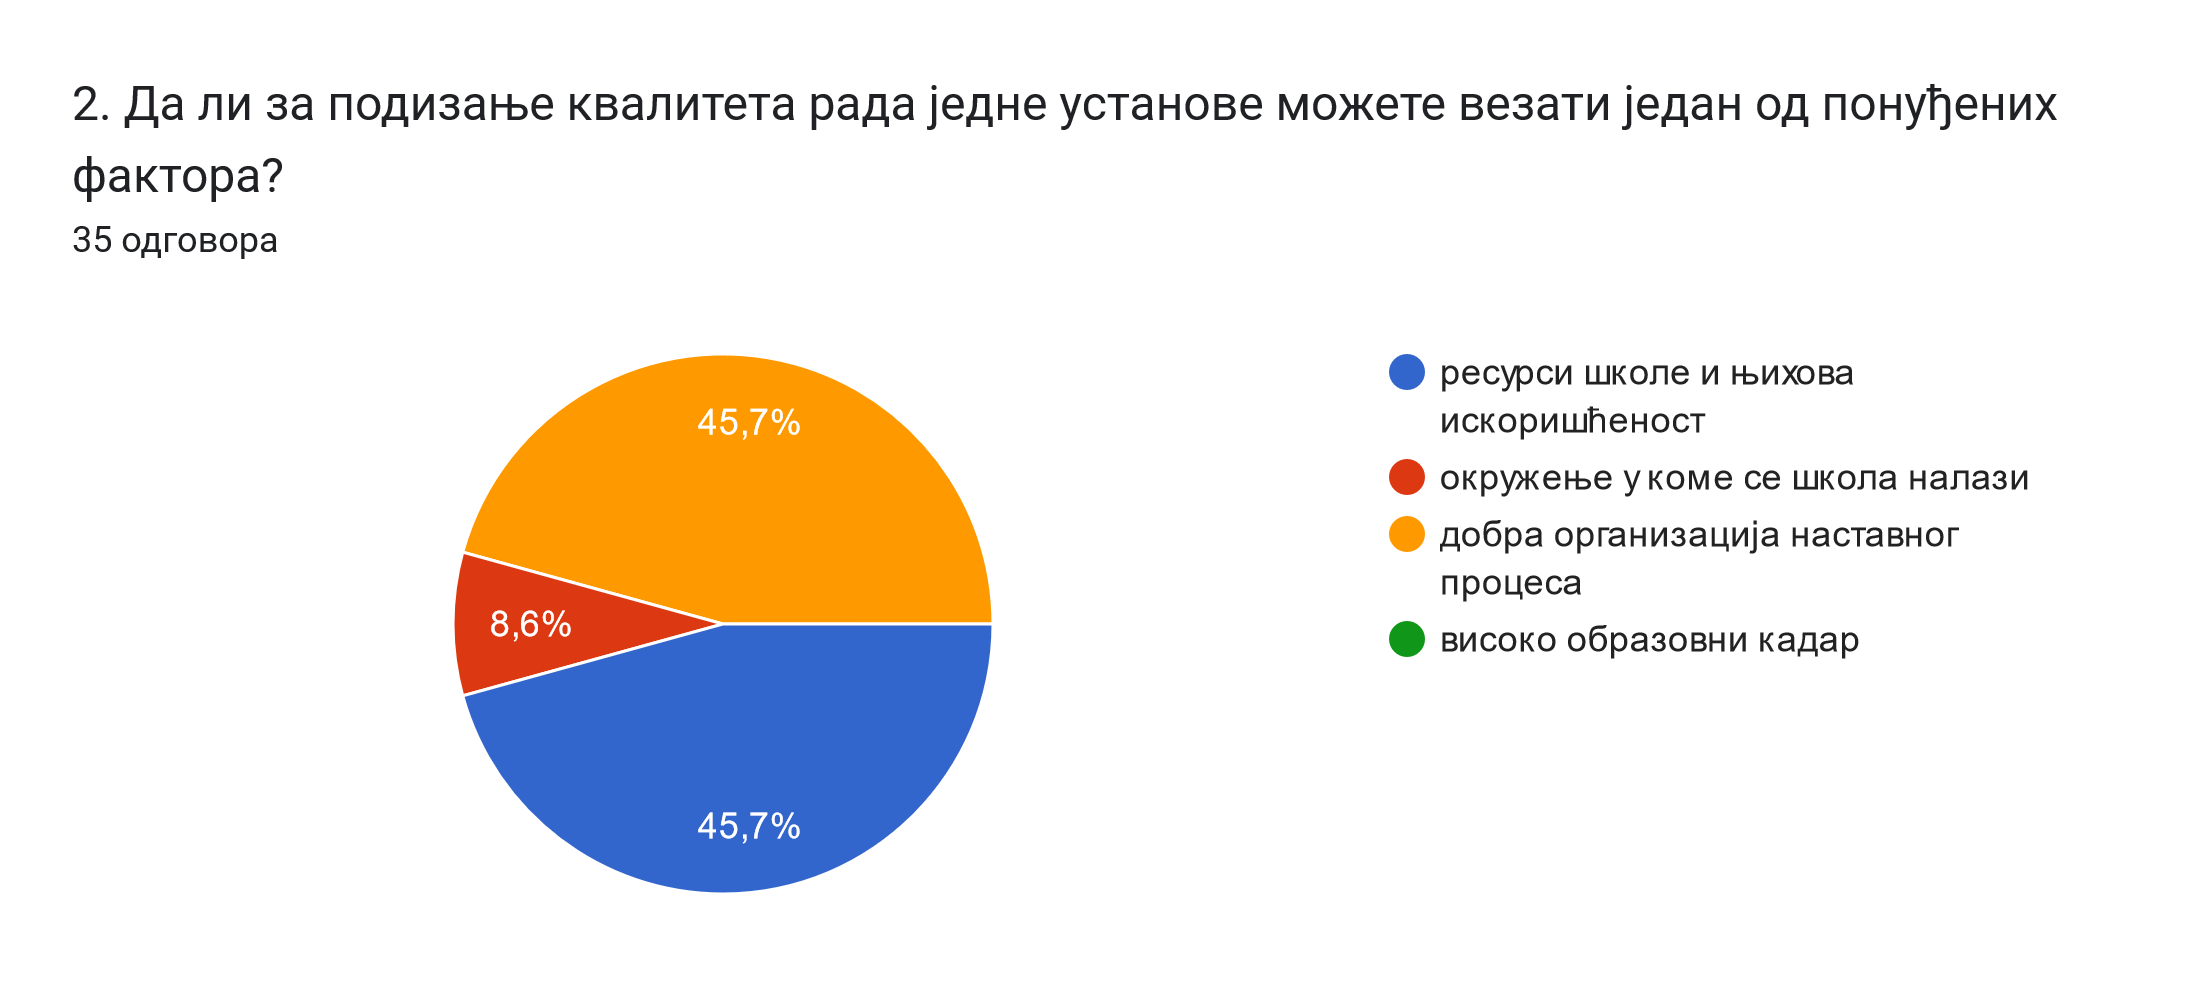 2. Да ли за подизање квалитета рада једне установе можете везати један од понуђених
фактора?
35 одговора
45,7%
8,6%
45,7%
ресурси школе и њихова
искоришћеност
окружење у коме се школа налази
добра организација наставног
процеса
високо образовни кадар